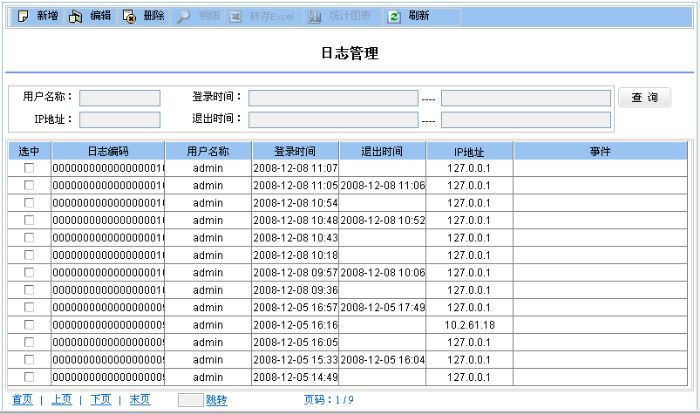 新增 编辑 删除 明细 转存Excel 统计图表 刷新
日志管理
用户名称： 登录时间： ---- 查 询
IP地址： 退出时间： ----
选中 日志编码 用户名称 登录时间 退出时间 IP地址 事件
00000000000000000010 admin 2008-12-08 11:07 127.0.0.1
00000000000000000010 admin 2008-12-08 11:05 2008-12-08 11:06 127.0.0.1
00000000000000000010 admin 2008-12-08 10:54 127.0.0.1
00000000000000000010 admin 2008-12-08 10:48 2008-12-08 10:52 127.0.0.1
00000000000000000010 admin 2008-12-08 10:43 127.0.0.1
00000000000000000010 admin 2008-12-08 10:18 127.0.0.1
00000000000000000010 admin 2008-12-08 09:57 2008-12-08 10:06 127.0.0.1
00000000000000000010 admin 2008-12-08 09:36 127.0.0.1
00000000000000000009 admin 2008-12-05 16:57 2008-12-05 17:49 127.0.0.1
00000000000000000009 admin 2008-12-05 16:16 10.2.61.18
00000000000000000009 admin 2008-12-05 16:05 127.0.0.1
00000000000000000009 admin 2008-12-05 15:33 2008-12-05 16:04 127.0.0.1
00000000000000000009 admin 2008-12-05 14:49 127.0.0.1
首页 | 上页 | 下页 | 末页 跳转 页码：1 / 9